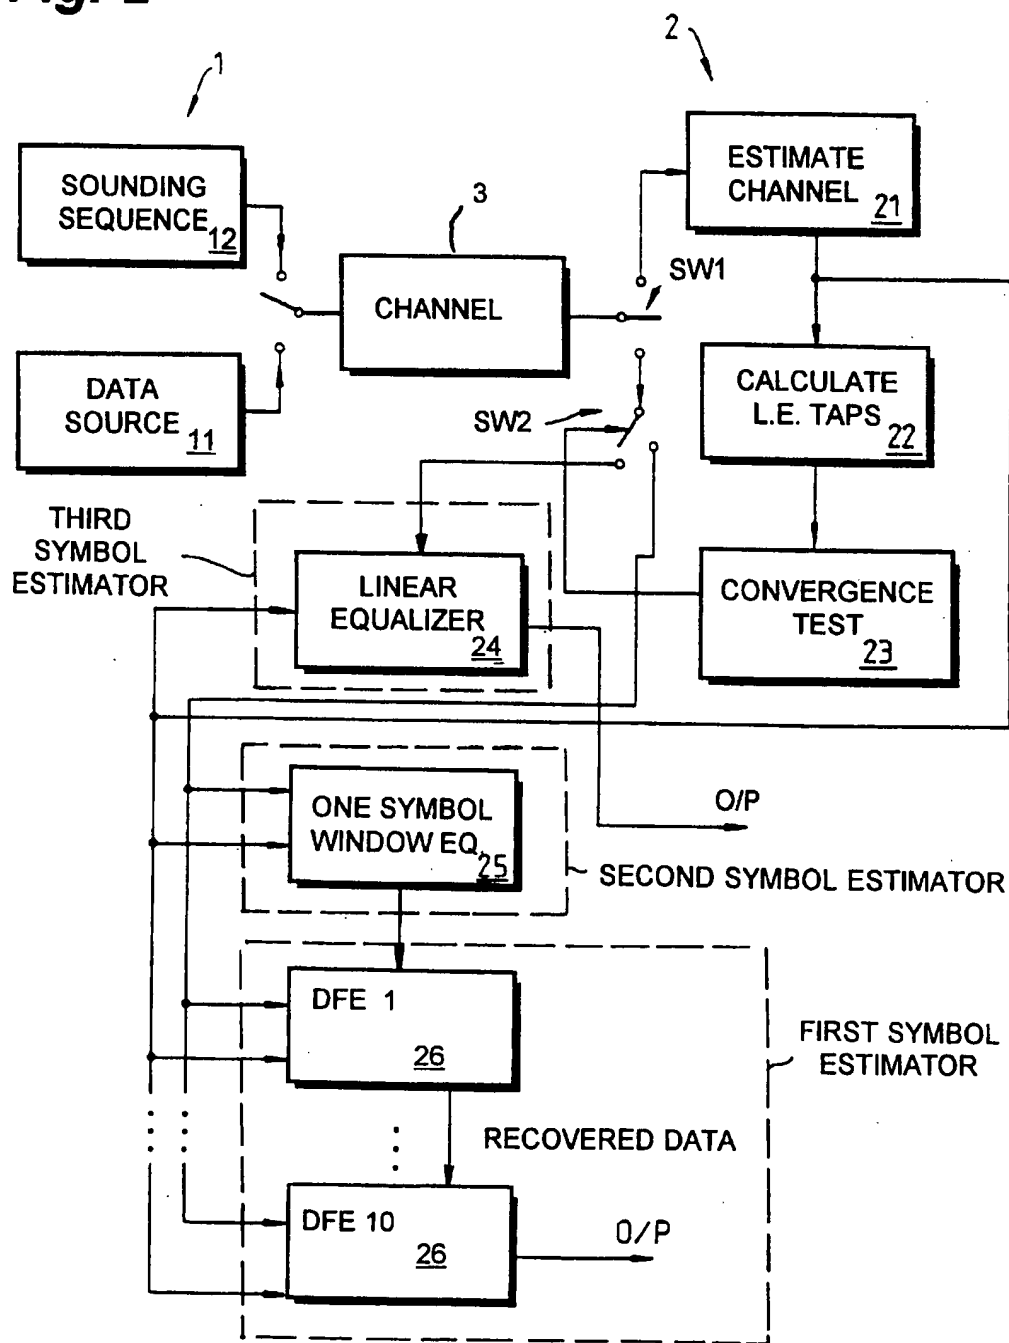 1
2
SOUNDING
SEQUENCE
12
3
ESTIMATE
CHANNEL
21
SW1
CHANNEL
DATA
SOURCE
11
SW2
CALCULATE
L.E. TAPS
22
THIRD
SYMBOL
ESTIMATOR
LINEAR
EQUALIZER
24
CONVERGENCE
TEST
23
ONE SYMBOL
WINDOW EQ.
25
O/P
SECOND SYMBOL ESTIMATOR
DFE 1
26
FIRST SYMBOL
ESTIMATOR
RECOVERED DATA
DFE 10
26
O/P